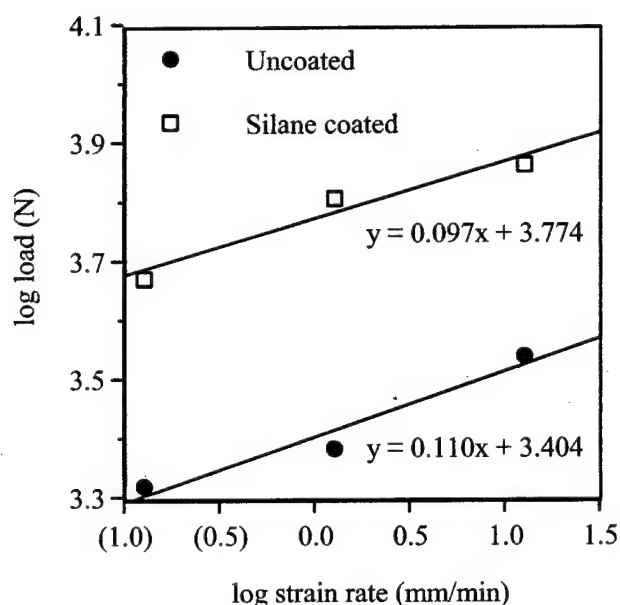 4.1
3.9
3.7
3.5
3.3
log load (N)
Uncoated
Silane coated
y = 0.097x + 3.774
y = 0.110x + 3.404
(1.0) (0.5) 0.0 0.5 1.0 1.5
log strain rate (mm/min)